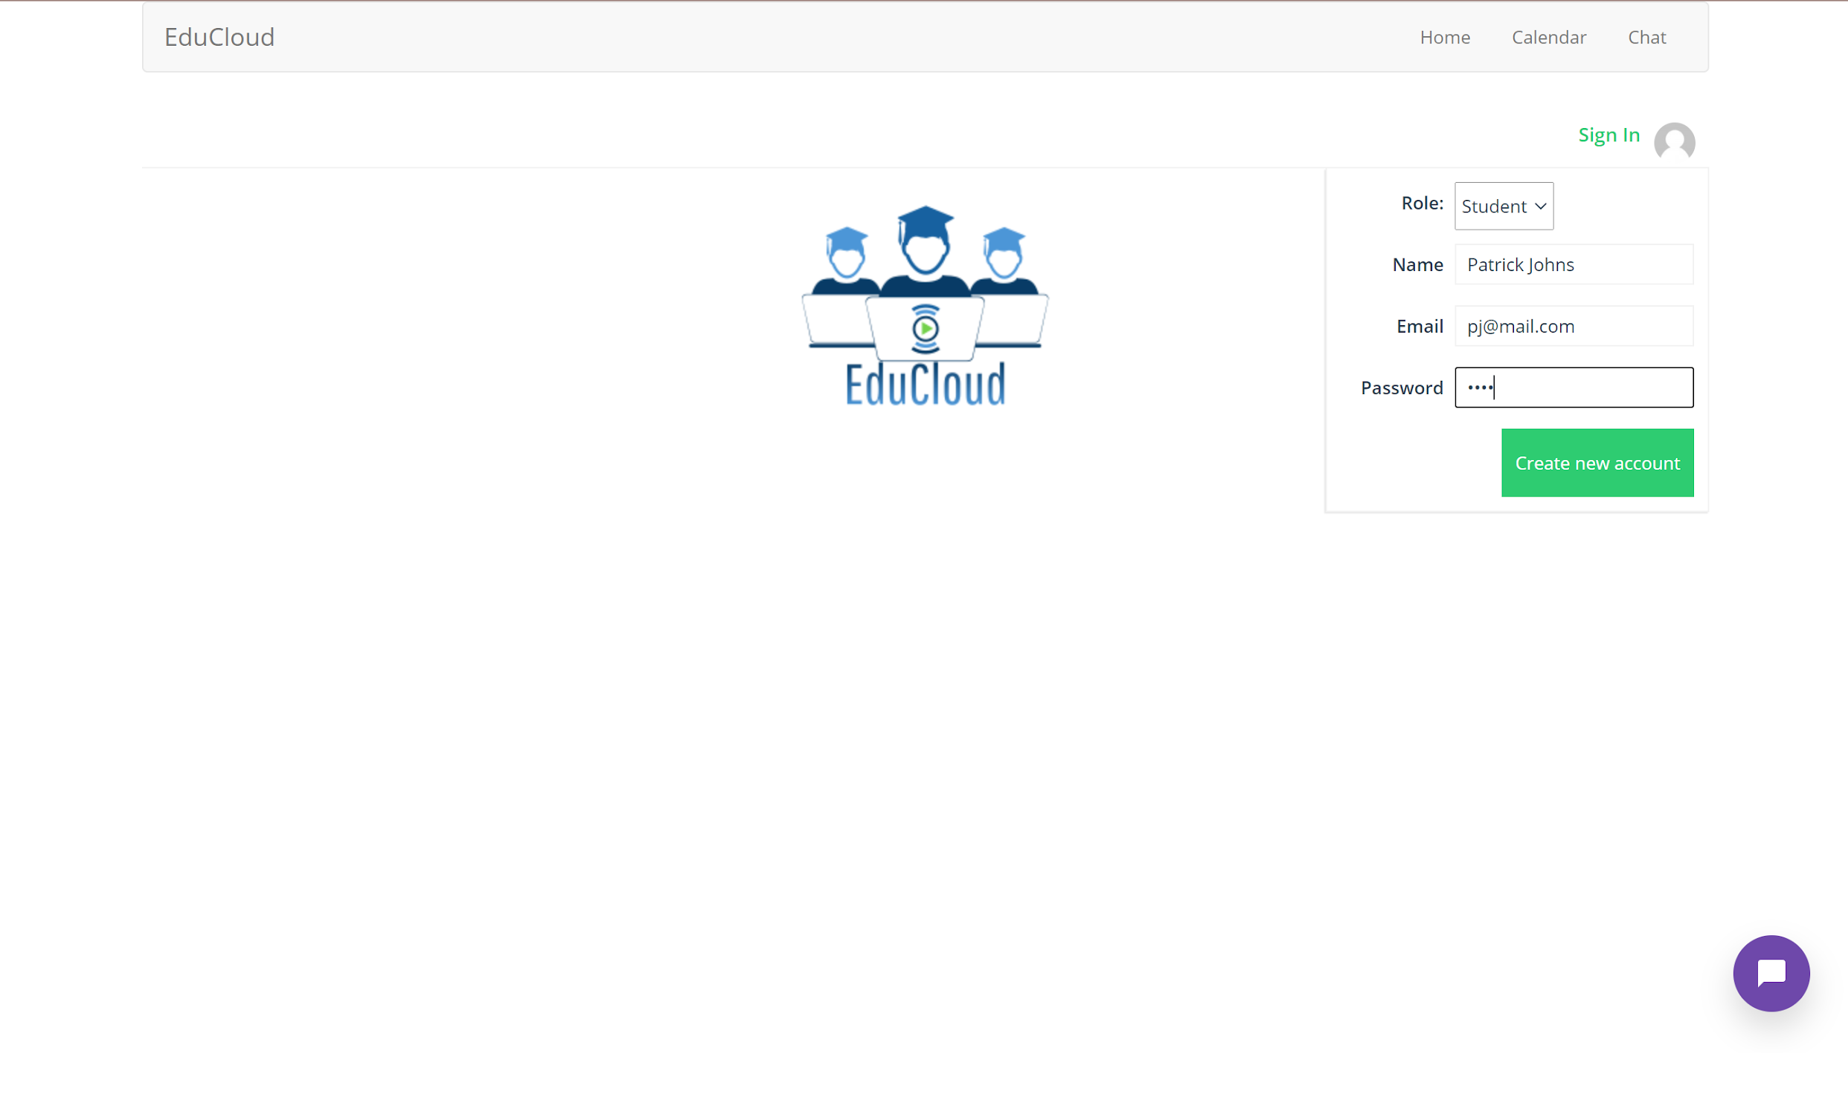 EduCloud Home Calendar Chat
Sign In
Role: Student
Name Patrick Johns
Email pj@mail.com
Password ••••
Create new account
EduCloud